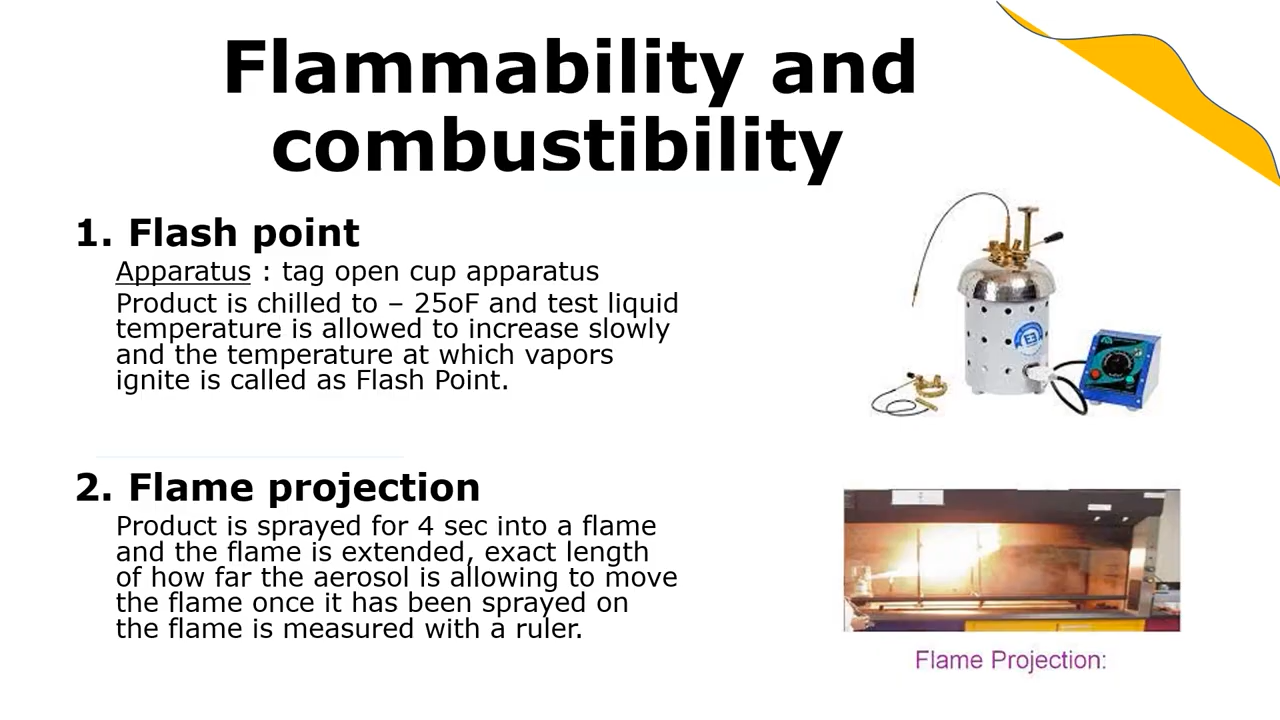 Flammability and
combustibility
1. Flash point
Apparatus : tag open cup apparatus
Product is chilled to – 25oF and test liquid
temperature is allowed to increase slowly
and the temperature at which vapors
ignite is called as Flash Point.
2. Flame projection
Product is sprayed for 4 sec into a flame
and the flame is extended, exact length
of how far the aerosol is allowing to move
the flame once it has been sprayed on
the flame is measured with a ruler.
Flame Projection: